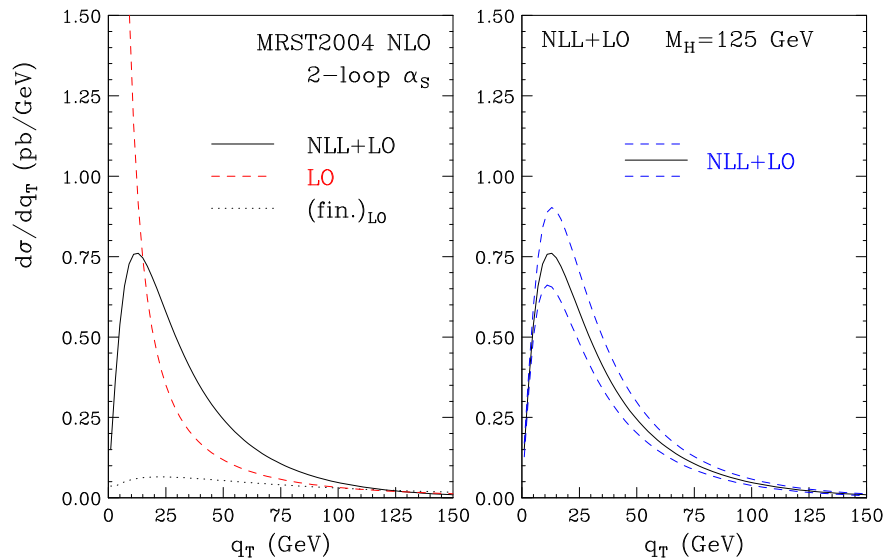 dσ/dq_T (pb/GeV)
1.50
1.25
1.00
0.75
0.50
0.25
0.00
MRST2004 NLO
2-loop α_S
NLL+LO
LO
(fin.)_LO
0 25 50 75 100 125 150
q_T (GeV)
1.50
1.25
1.00
0.75
0.50
0.25
0.00
NLL+LO M_H=125 GeV
NLL+LO
0 25 50 75 100 125 150
q_T (GeV)